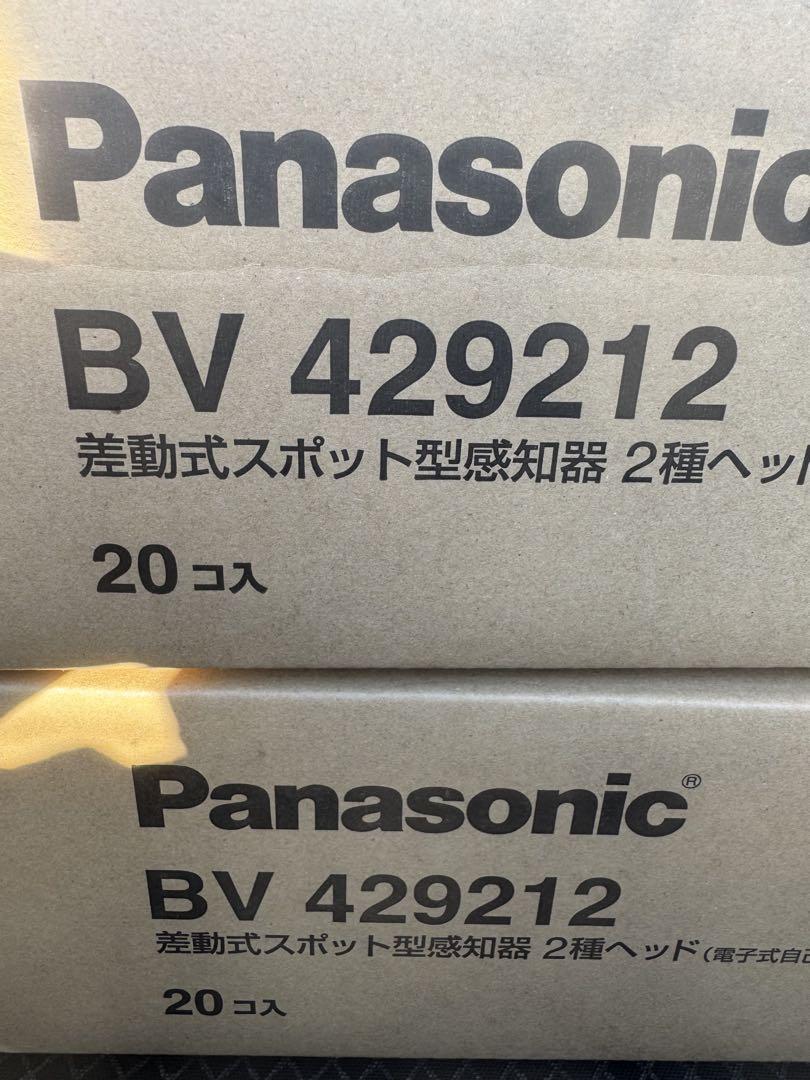 Panasonic
BV 429212
差動式スポット型感知器 2種ヘッ
20コ入
Panasonic®
BV 429212
差動式スポット型感知器 2種ヘッド(電子式自
20コ入